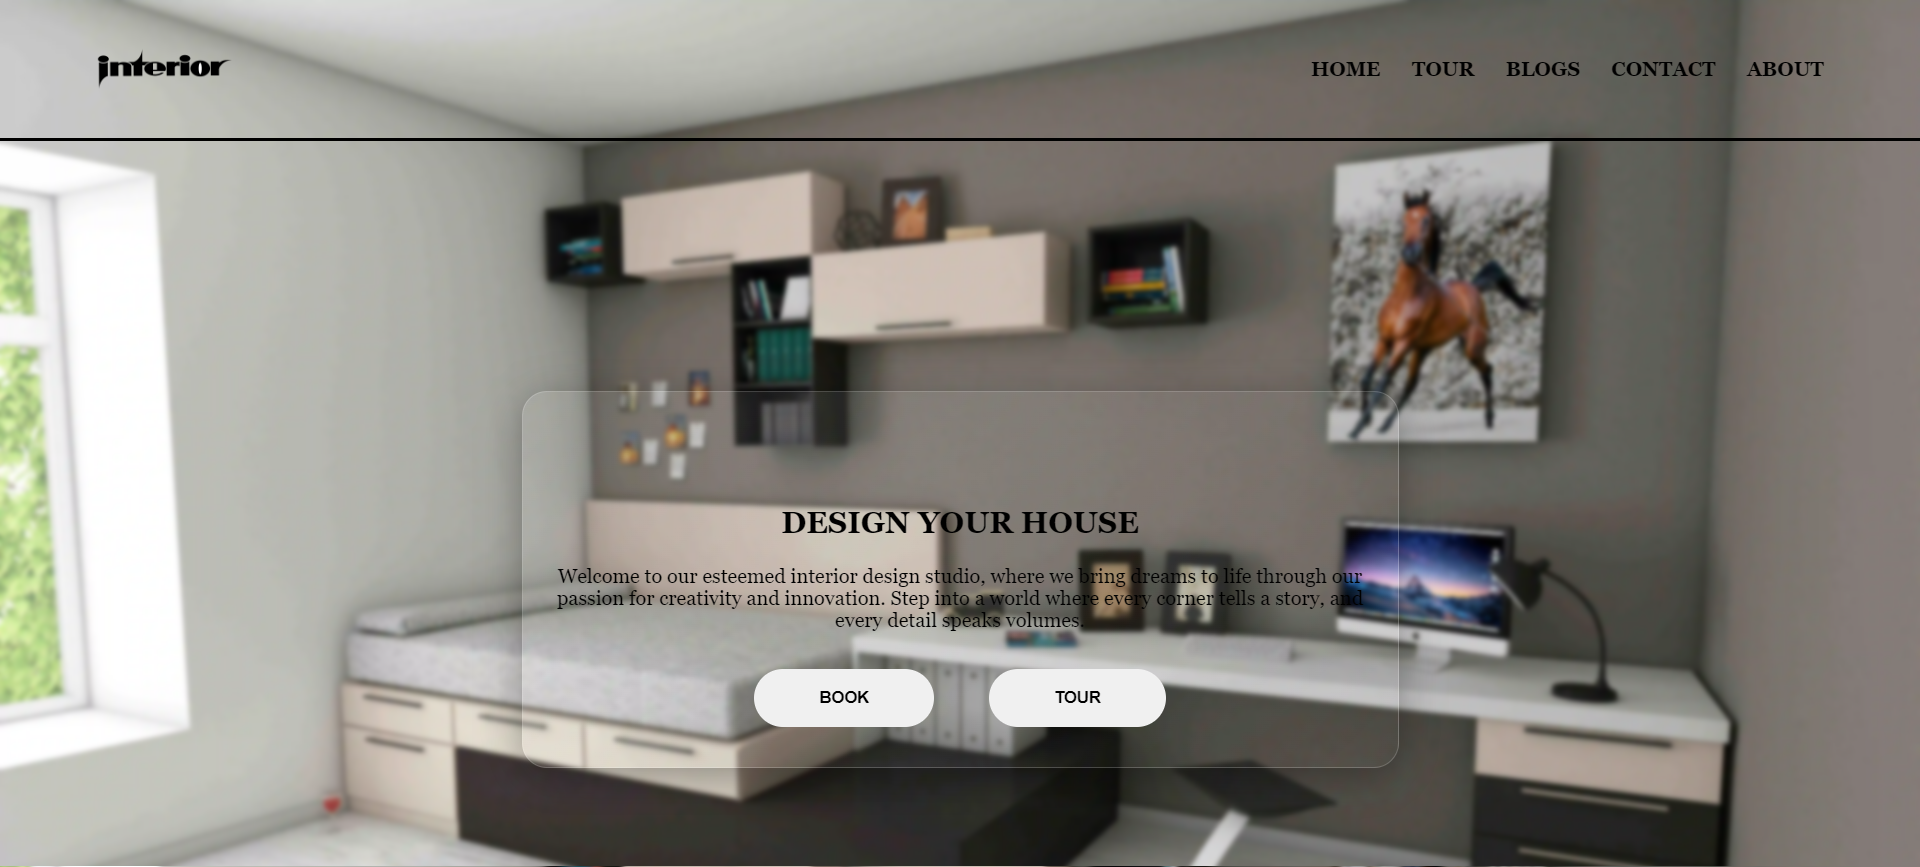 interior
HOME TOUR BLOGS CONTACT ABOUT
DESIGN YOUR HOUSE
Welcome to our esteemed interior design studio, where we bring dreams to life through our
passion for creativity and innovation. Step into a world where every corner tells a story, and
every detail speaks volumes.
BOOK TOUR